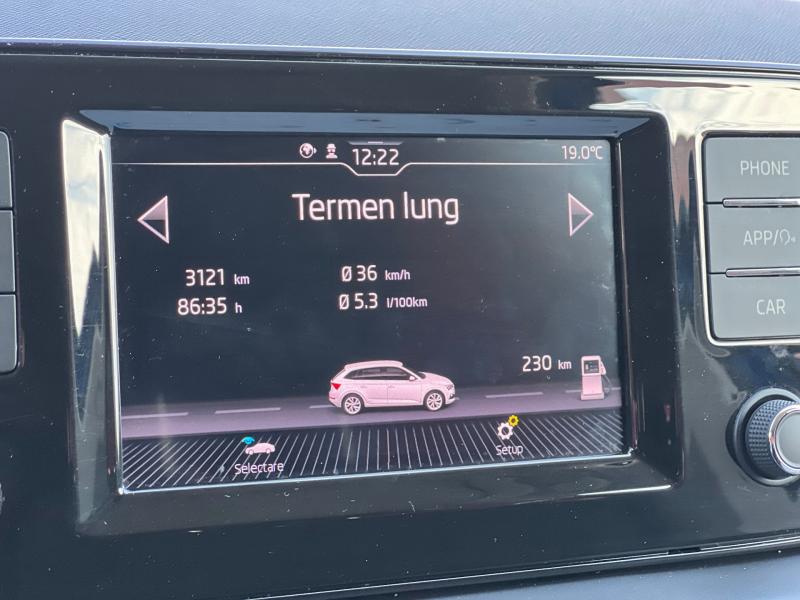 12:22
19.0°C
Termen lung
3121 km
Ø 36 km/h
86:35 h
Ø 5.3 l/100km
230 km
Selectare
Setup
PHONE
APP/
CAR